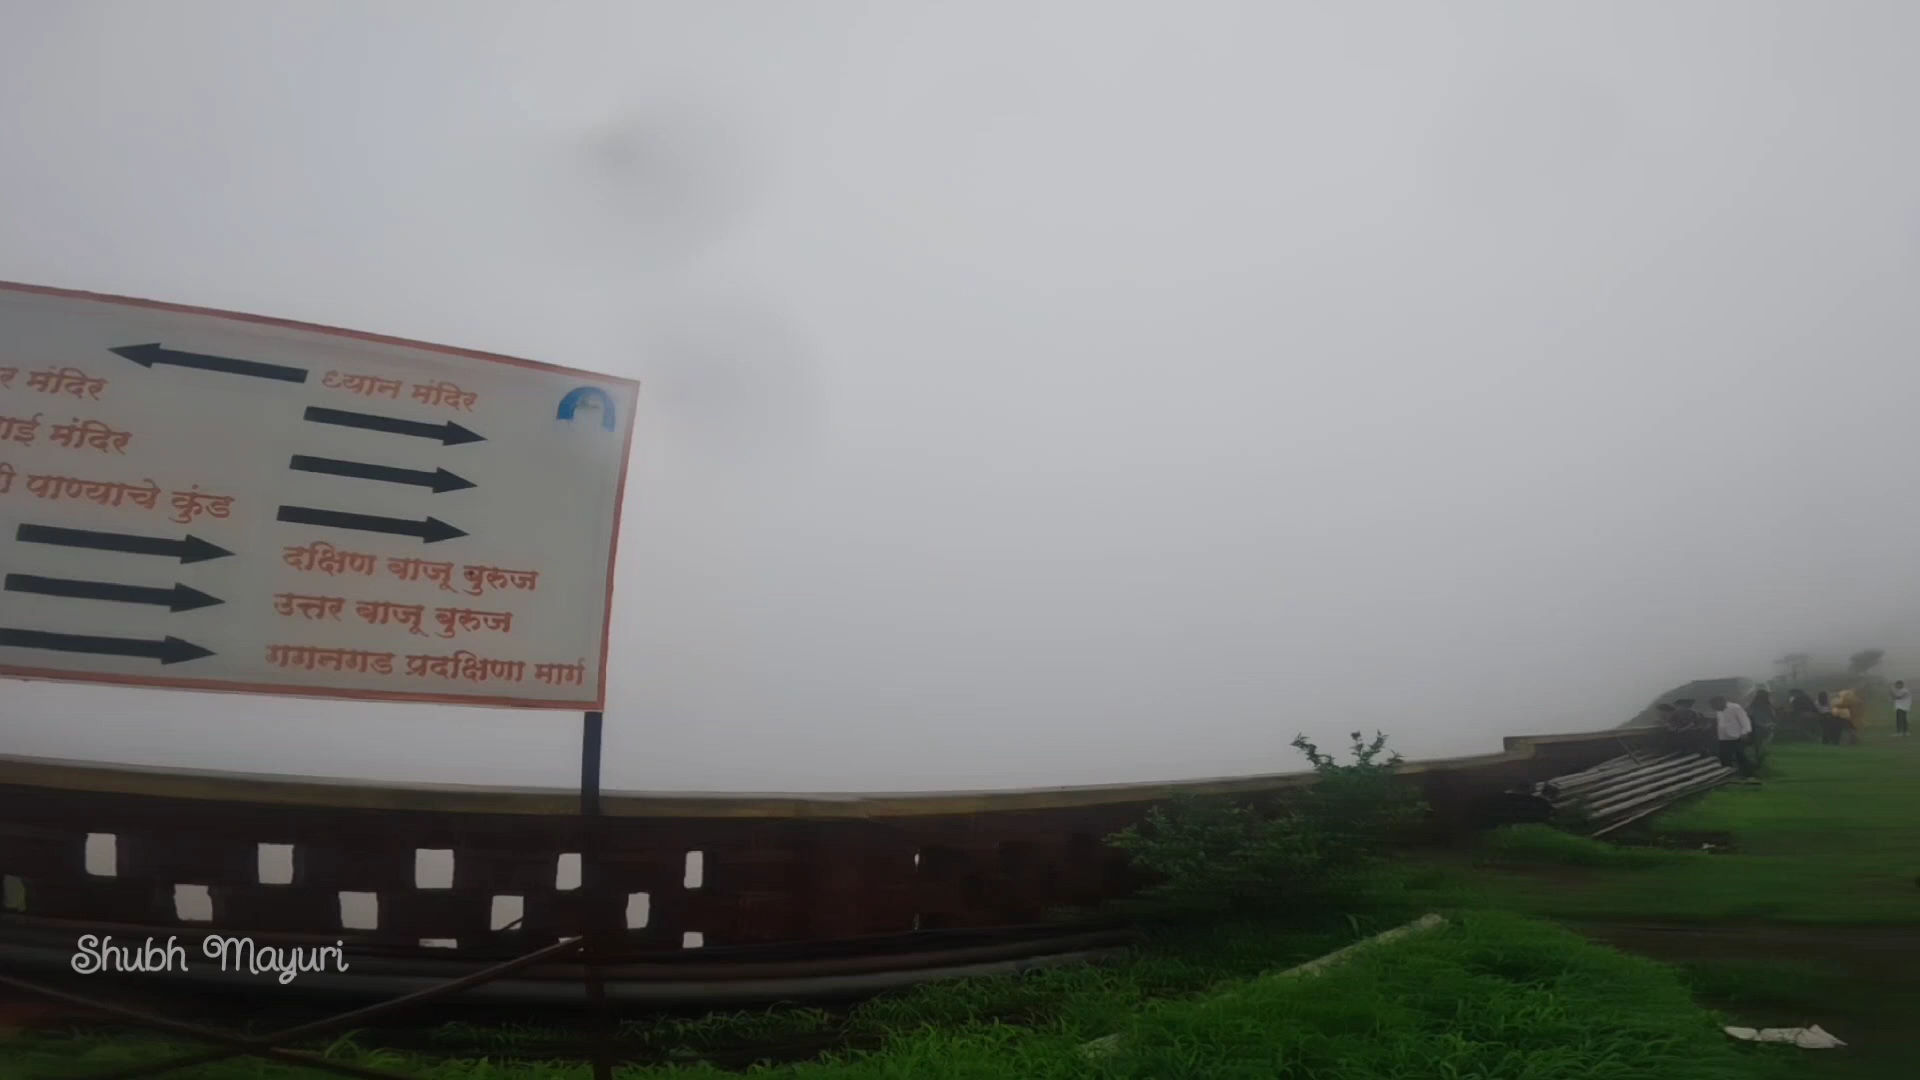 ध्यान मंदिर
मंदिर
मंदिर
पाण्याचे कुंड
दक्षिण बाजू बुरुज
उत्तर बाजू बुरुज
गगनगड प्रदक्षिणा मार्ग
Shubh Mayuri